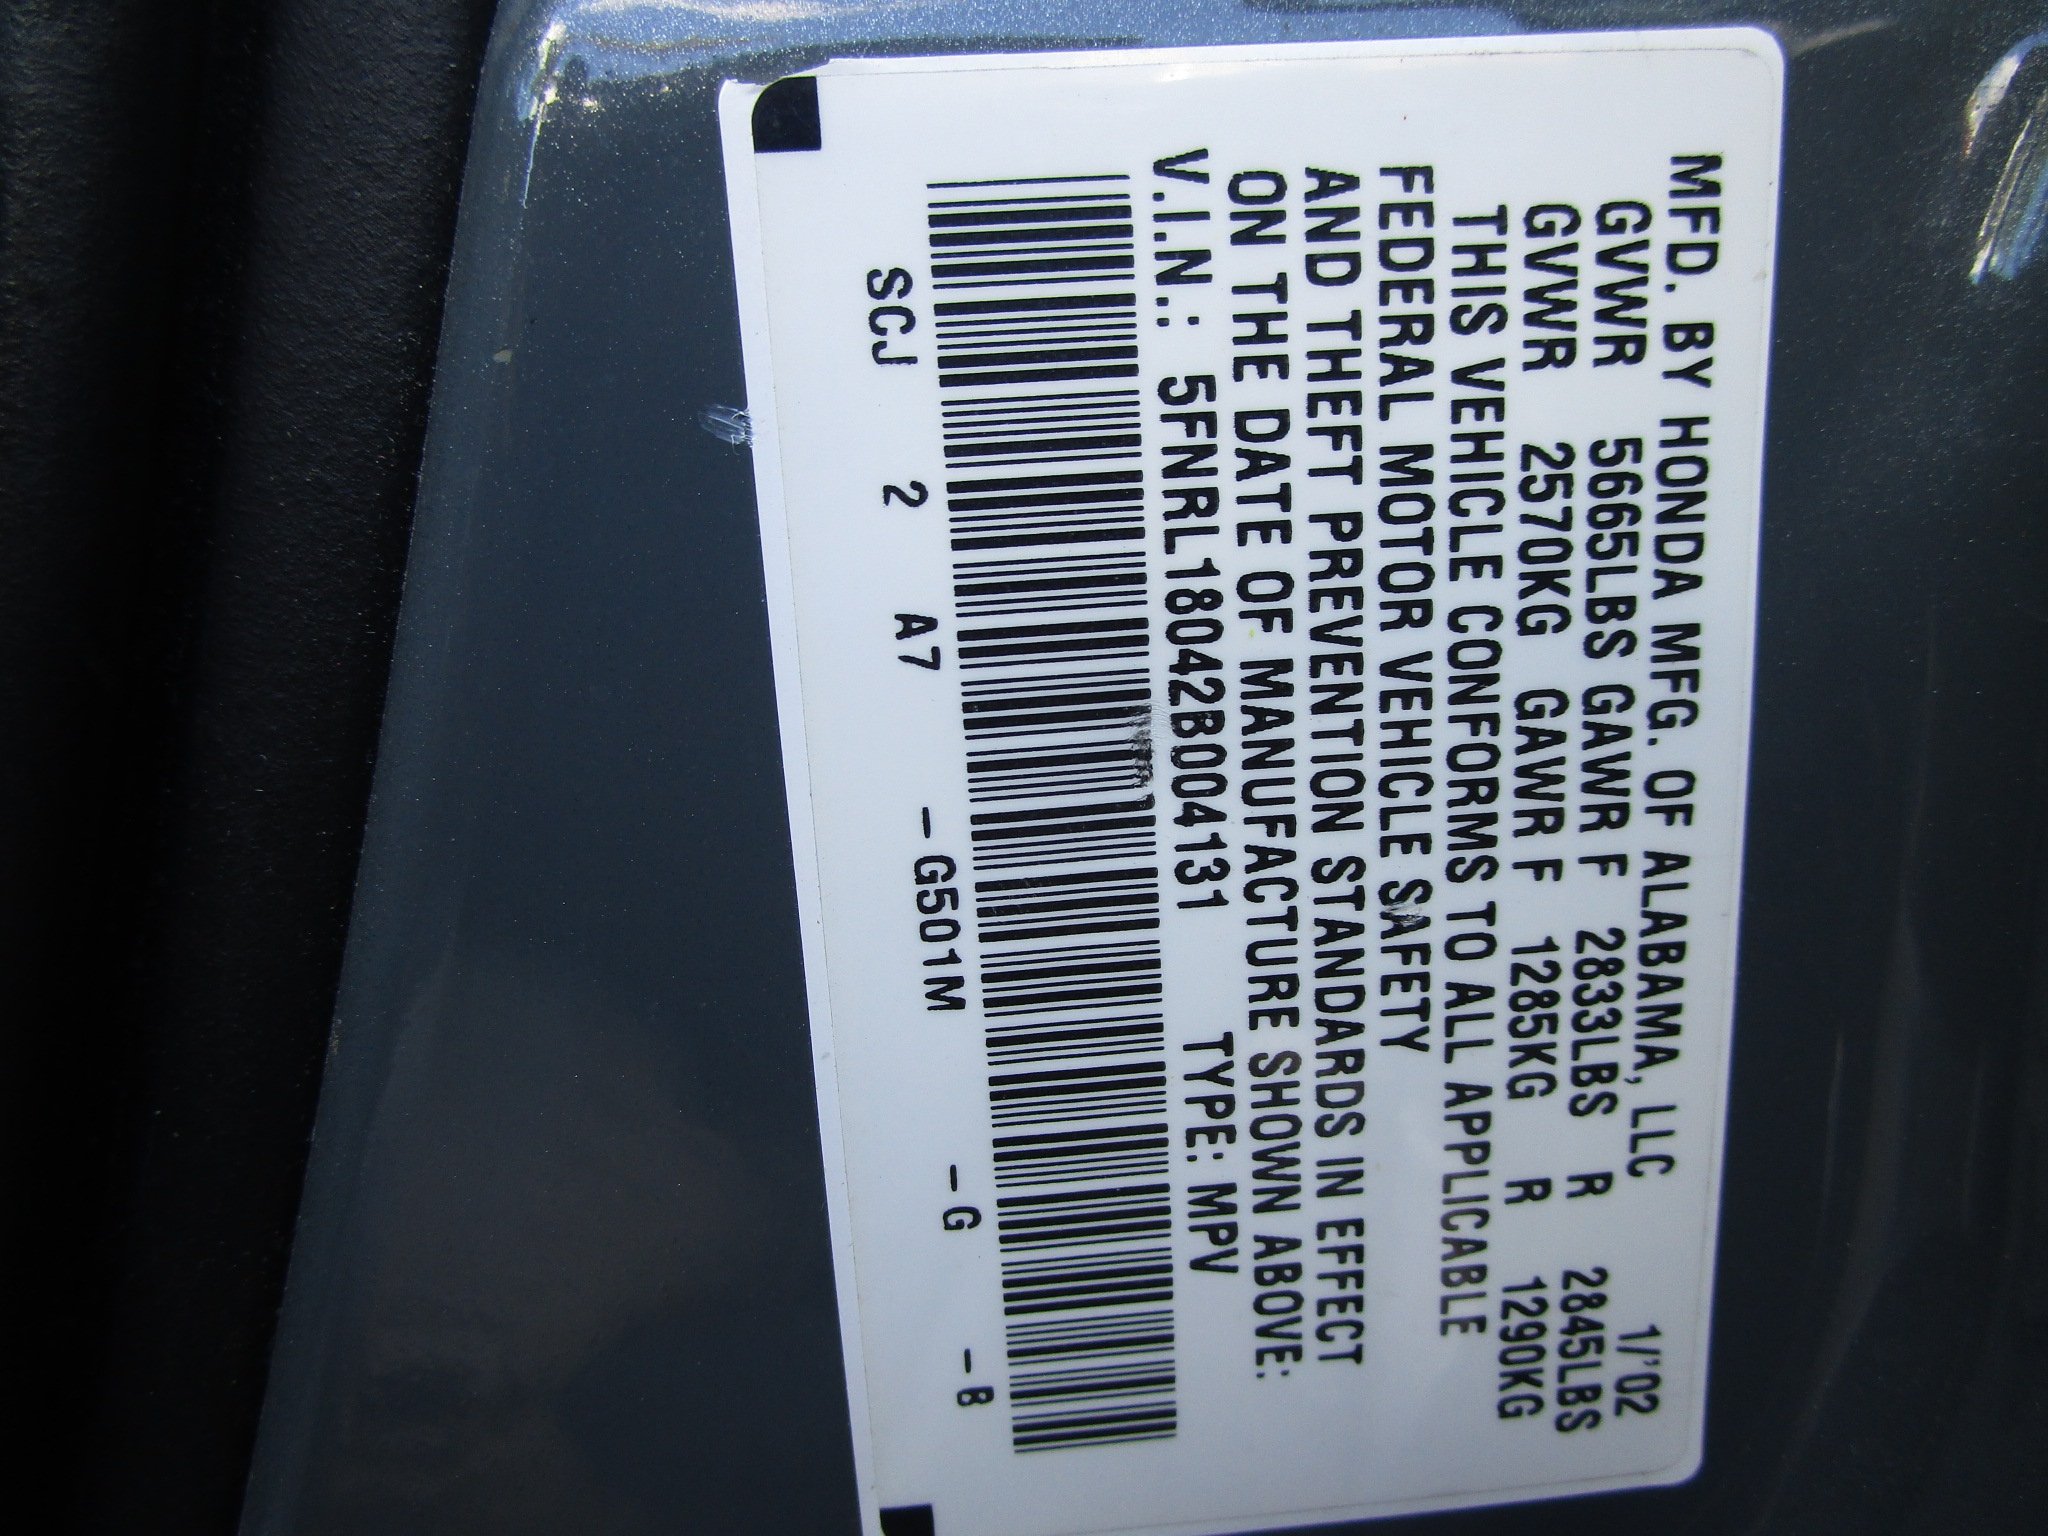 MFD. BY HONDA MFG. OF ALABAMA, LLC 1/'02
GVWR 5665LBS GAWR F 2833LBS R 2845LBS
GVWR 2570KG GAWR F 1285KG R 1290KG
THIS VEHICLE CONFORMS TO ALL APPLICABLE
FEDERAL MOTOR VEHICLE SAFETY
AND THEFT PREVENTION STANDARDS IN EFFECT
ON THE DATE OF MANUFACTURE SHOWN ABOVE:
V.I.N.: 5FNRL18042B004131 TYPE: MPV
SCJ 2 A7 -G501M -G -B